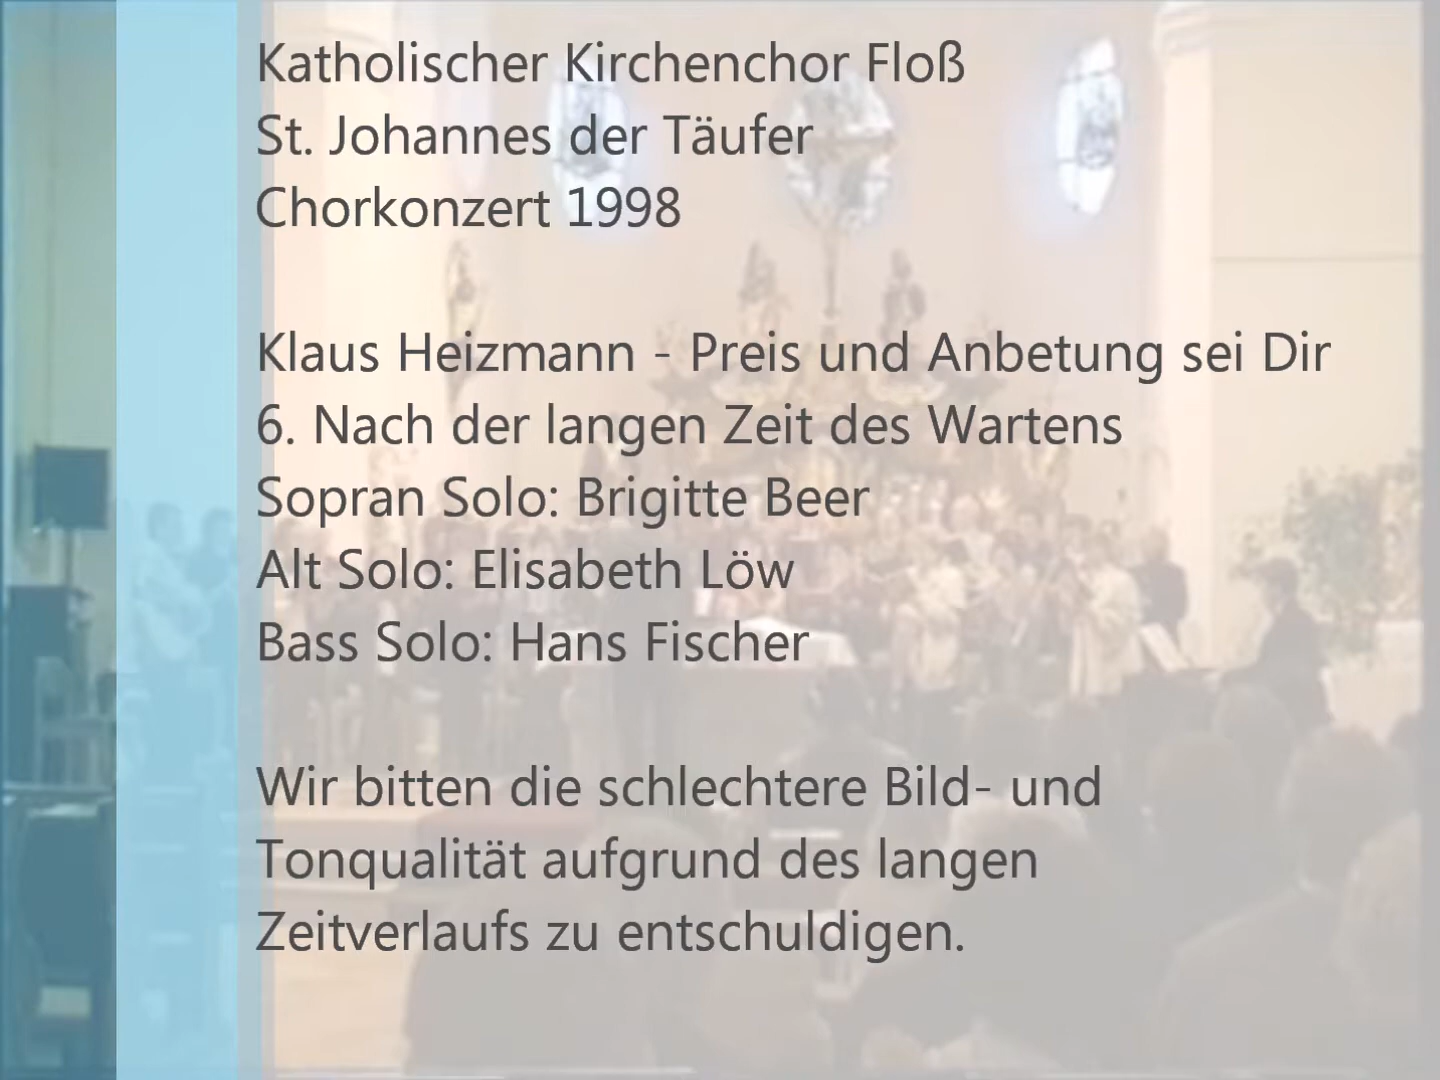 Katholischer Kirchenchor Floß
St. Johannes der Täufer
Chorkonzert 1998
Klaus Heizmann - Preis und Anbetung sei Dir
6. Nach der langen Zeit des Wartens
Sopran Solo: Brigitte Beer
Alt Solo: Elisabeth Löw
Bass Solo: Hans Fischer
Wir bitten die schlechtere Bild- und
Tonqualität aufgrund des langen
Zeitverlaufs zu entschuldigen.